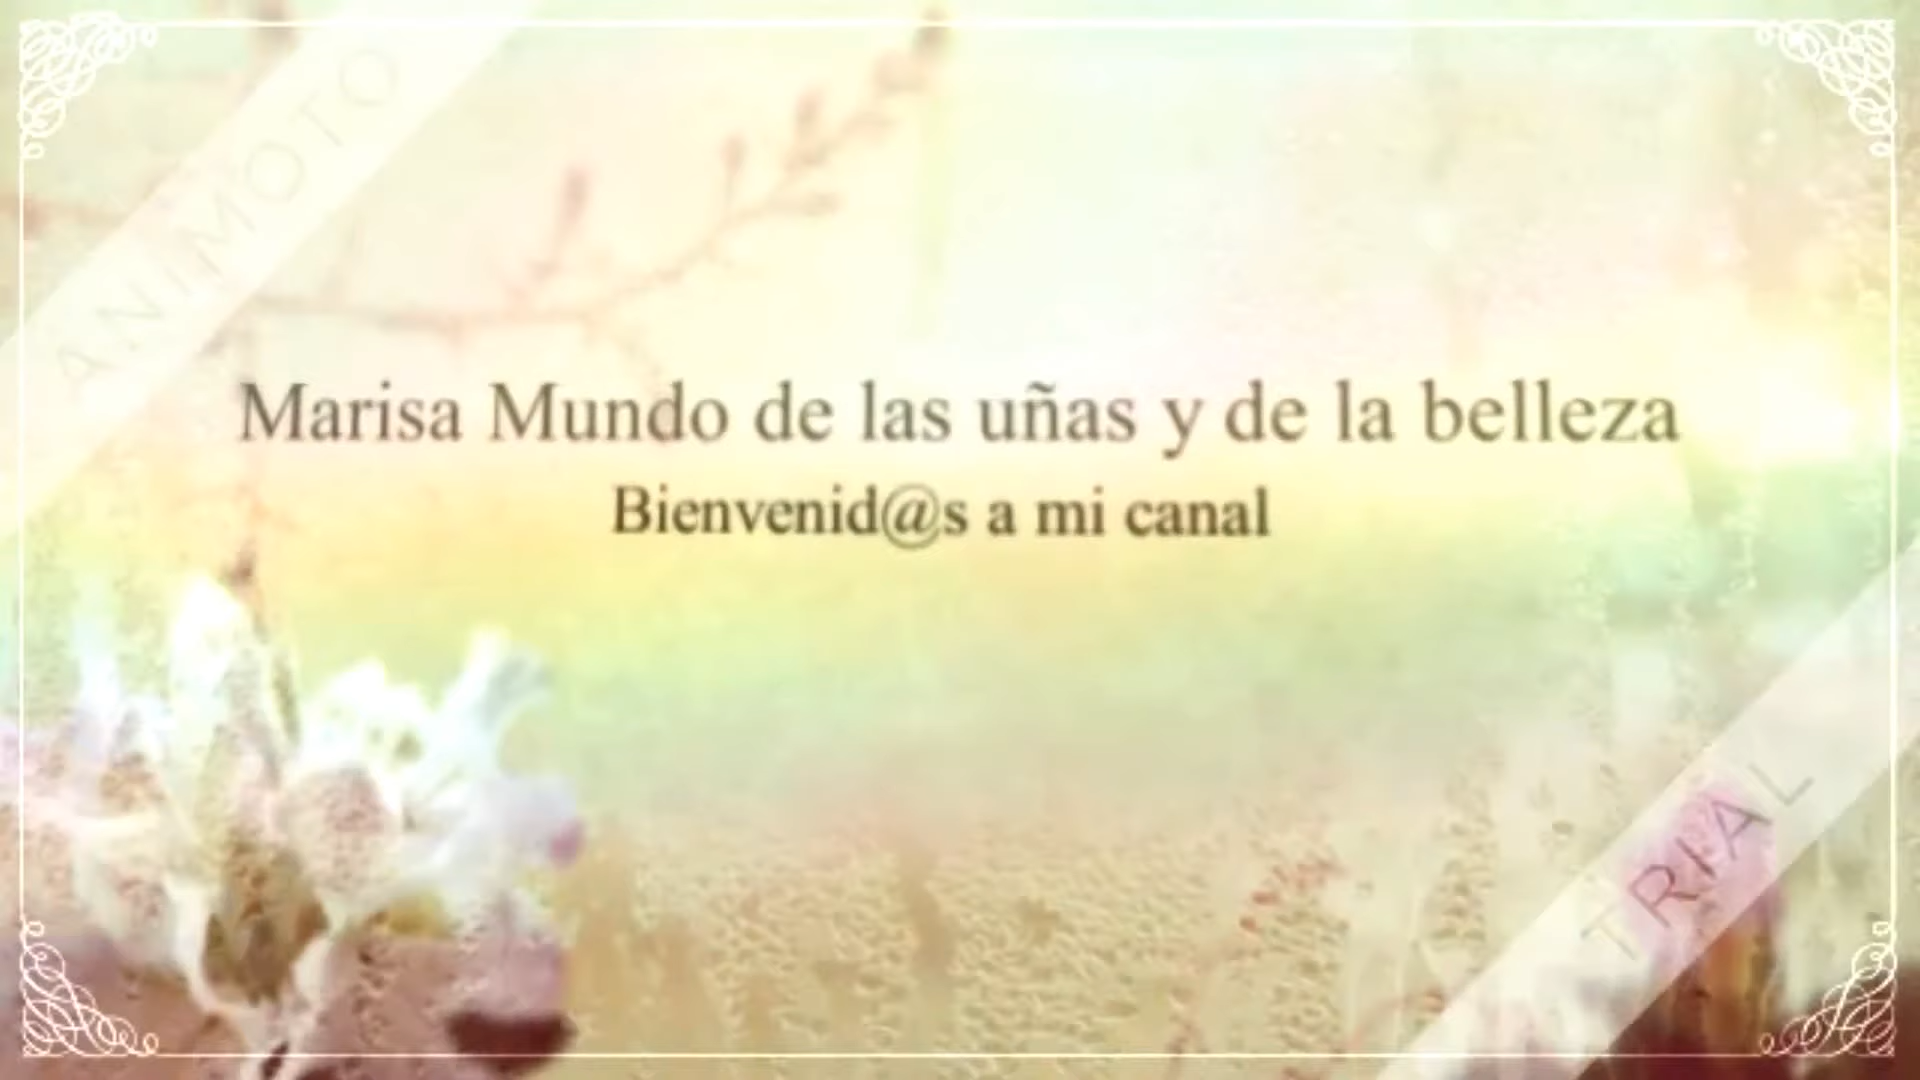 ANIMOTO
Marisa Mundo de las uñas y de la belleza
Bienvenid@s a mi canal
TRIAL